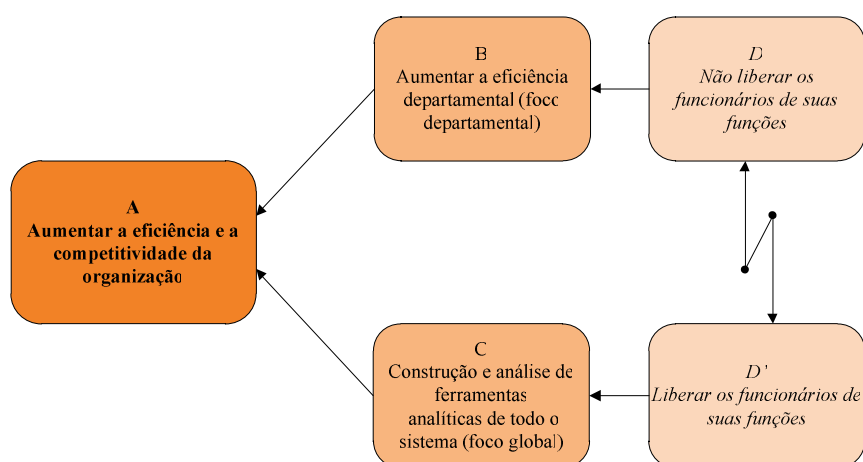 B
Aumentar a eficiência
departamental (foco
departamental)
D
Não liberar os
funcionários de suas
funções
A
Aumentar a eficiência e a
competitividade da
organização
C
Construção e análise de
ferramentas
analíticas de todo o
sistema (foco global)
D'
Liberar os funcionários de
suas funções